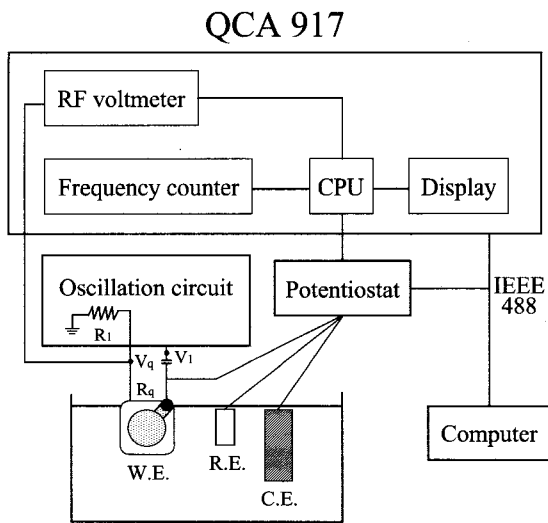 QCA 917
RF voltmeter
Frequency counter
CPU
Display
Oscillation circuit
R1
Potentiostat
IEEE
488
Vq
V1
Rq
W.E.
R.E.
C.E.
Computer